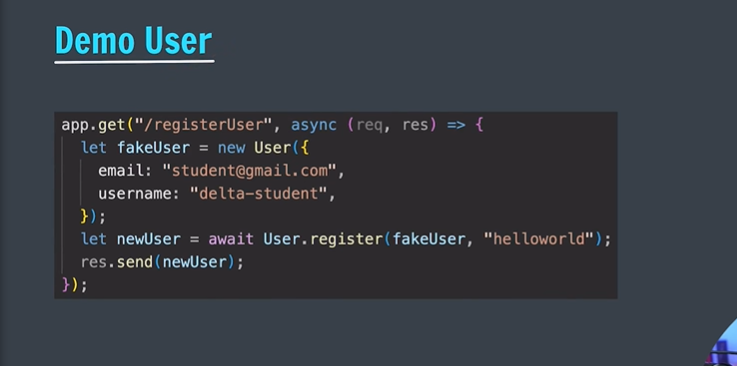 Demo User
app.get("/registerUser", async (req, res) => {
let fakeUser = new User({
email: "student@gmail.com",
username: "delta-student",
});
let newUser = await User.register(fakeUser, "helloworld");
res.send(newUser);
});